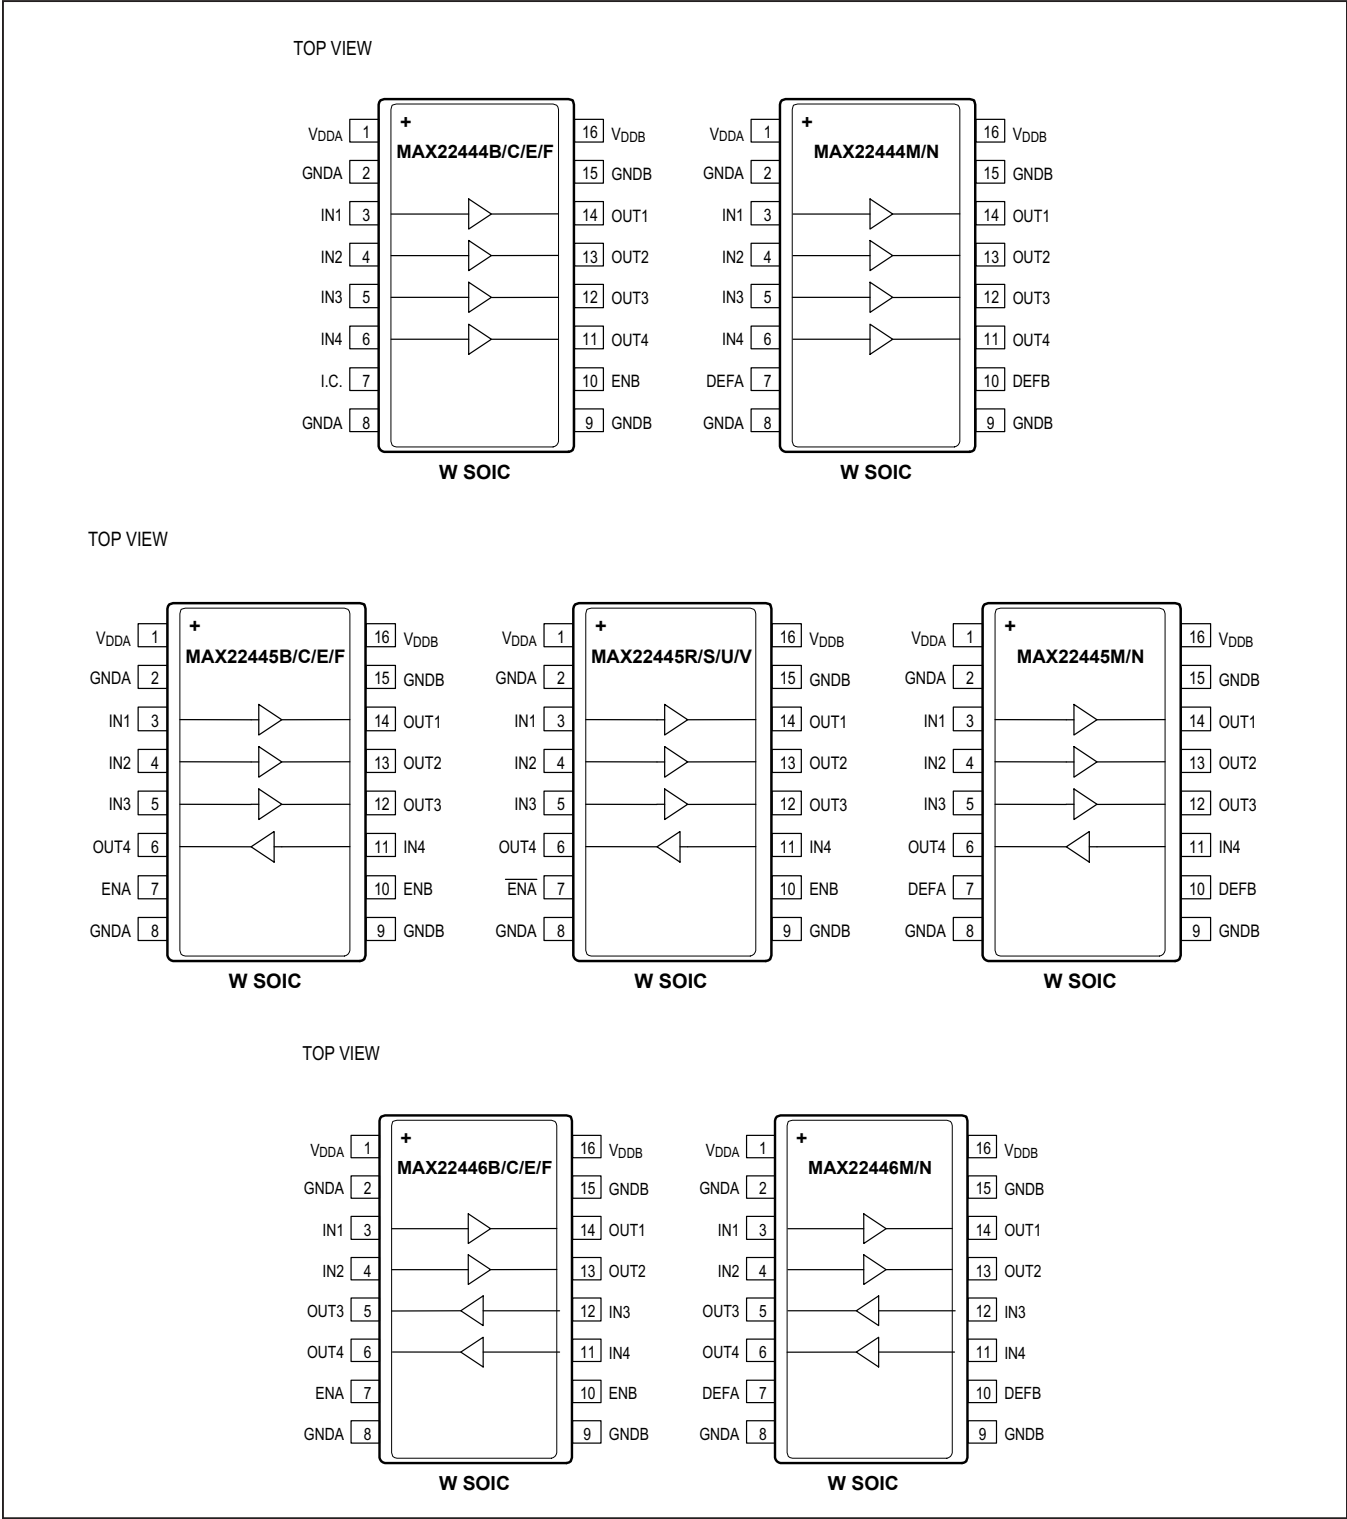 TOP VIEW
+ +
MAX22444B/C/E/F MAX22444M/N
VDDA 1 16 VDDB VDDA 1 16 VDDB
GNDA 2 15 GNDB GNDA 2 15 GNDB
IN1 3 14 OUT1 IN1 3 14 OUT1
IN2 4 13 OUT2 IN2 4 13 OUT2
IN3 5 12 OUT3 IN3 5 12 OUT3
IN4 6 11 OUT4 IN4 6 11 OUT4
I.C. 7 10 ENB DEFA 7 10 DEFB
GNDA 8 9 GNDB GNDA 8 9 GNDB
W SOIC W SOIC
TOP VIEW
+ + +
MAX22445B/C/E/F MAX22445R/S/U/V MAX22445M/N
VDDA 1 16 VDDB VDDA 1 16 VDDB VDDA 1 16 VDDB
GNDA 2 15 GNDB GNDA 2 15 GNDB GNDA 2 15 GNDB
IN1 3 14 OUT1 IN1 3 14 OUT1 IN1 3 14 OUT1
IN2 4 13 OUT2 IN2 4 13 OUT2 IN2 4 13 OUT2
IN3 5 12 OUT3 IN3 5 12 OUT3 IN3 5 12 OUT3
OUT4 6 11 IN4 OUT4 6 11 IN4 OUT4 6 11 IN4
ENA 7 10 ENB E̅N̅A̅ 7 10 ENB DEFA 7 10 DEFB
GNDA 8 9 GNDB GNDA 8 9 GNDB GNDA 8 9 GNDB
W SOIC W SOIC W SOIC
TOP VIEW
+ +
MAX22446B/C/E/F MAX22446M/N
VDDA 1 16 VDDB VDDA 1 16 VDDB
GNDA 2 15 GNDB GNDA 2 15 GNDB
IN1 3 14 OUT1 IN1 3 14 OUT1
IN2 4 13 OUT2 IN2 4 13 OUT2
OUT3 5 12 IN3 OUT3 5 12 IN3
OUT4 6 11 IN4 OUT4 6 11 IN4
ENA 7 10 ENB DEFA 7 10 DEFB
GNDA 8 9 GNDB GNDA 8 9 GNDB
W SOIC W SOIC